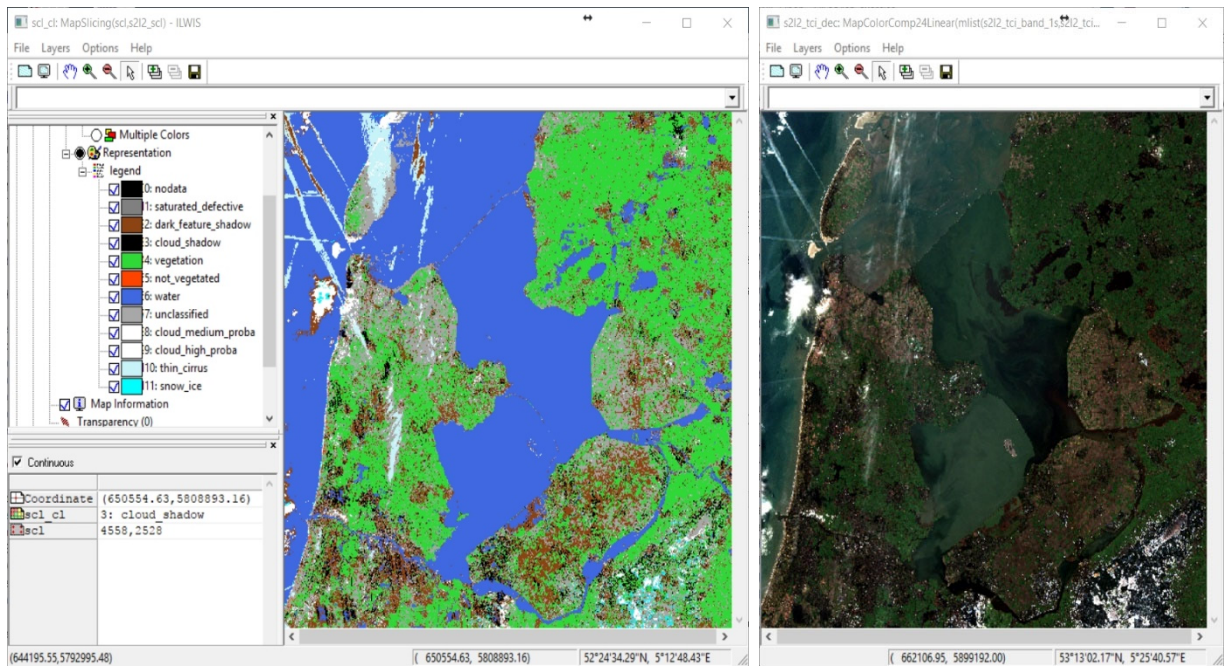 scl_cl: MapSlicing(scl,s2l2_scl) - ILWIS
File Layers Options Help
Multiple Colors
Representation
legend
0: nodata
1: saturated_defective
2: dark_feature_shadow
3: cloud_shadow
4: vegetation
5: not_vegetated
6: water
7: unclassified
8: cloud_medium_proba
9: cloud_high_proba
10: thin_cirrus
11: snow_ice
Map Information
Transparency (0)
Continuous
Coordinate (650554.63,5808893.16)
scl_cl 3: cloud_shadow
scl 4558,2528
(644195.55,5792995.48)
( 650554.63, 5808893.16)
52°24'34.29"N, 5°12'48.43"E
s2l2_tci_dec: MapColorComp24Linear(mlist(s2l2_tci_band_1s,s2l2_tci...
File Layers Options Help
( 662106.95, 5899192.00)
53°13'02.17"N, 5°25'40.57"E